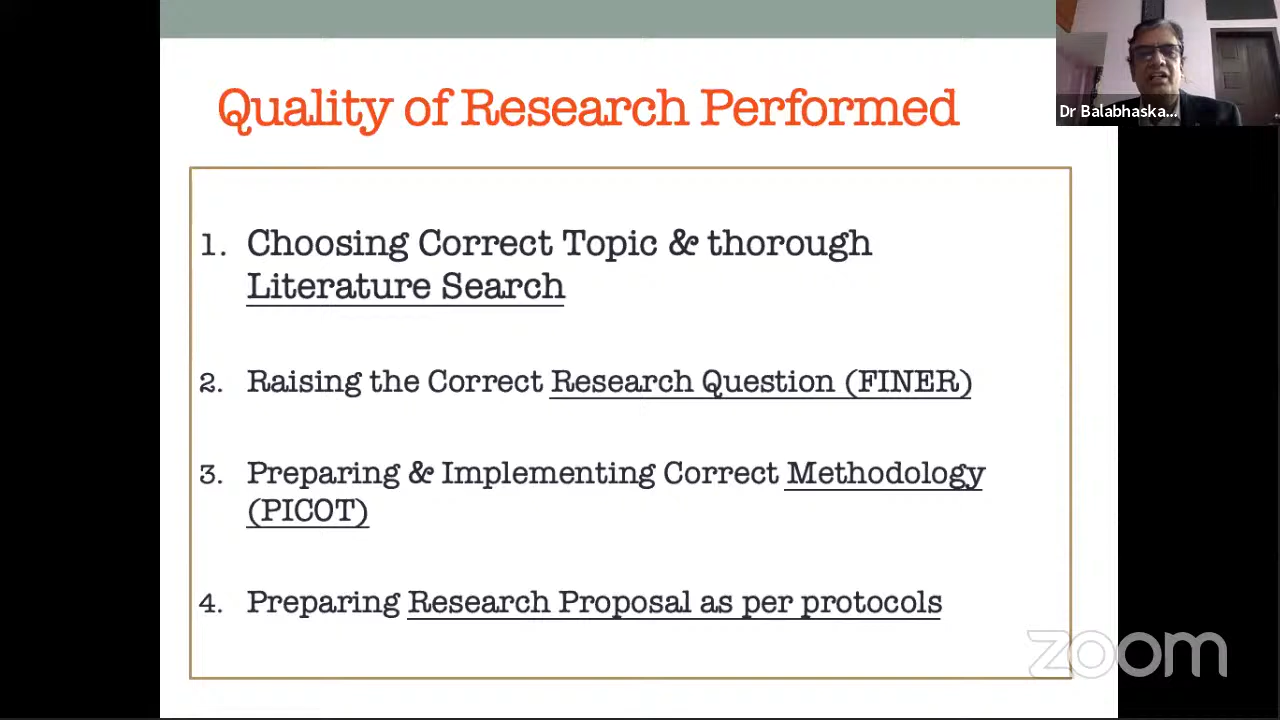 Quality of Research Performed
Dr Balabhaska...
1. Choosing Correct Topic & thorough
Literature Search
2. Raising the Correct Research Question (FINER)
3. Preparing & Implementing Correct Methodology
(PICOT)
4. Preparing Research Proposal as per protocols
zoom